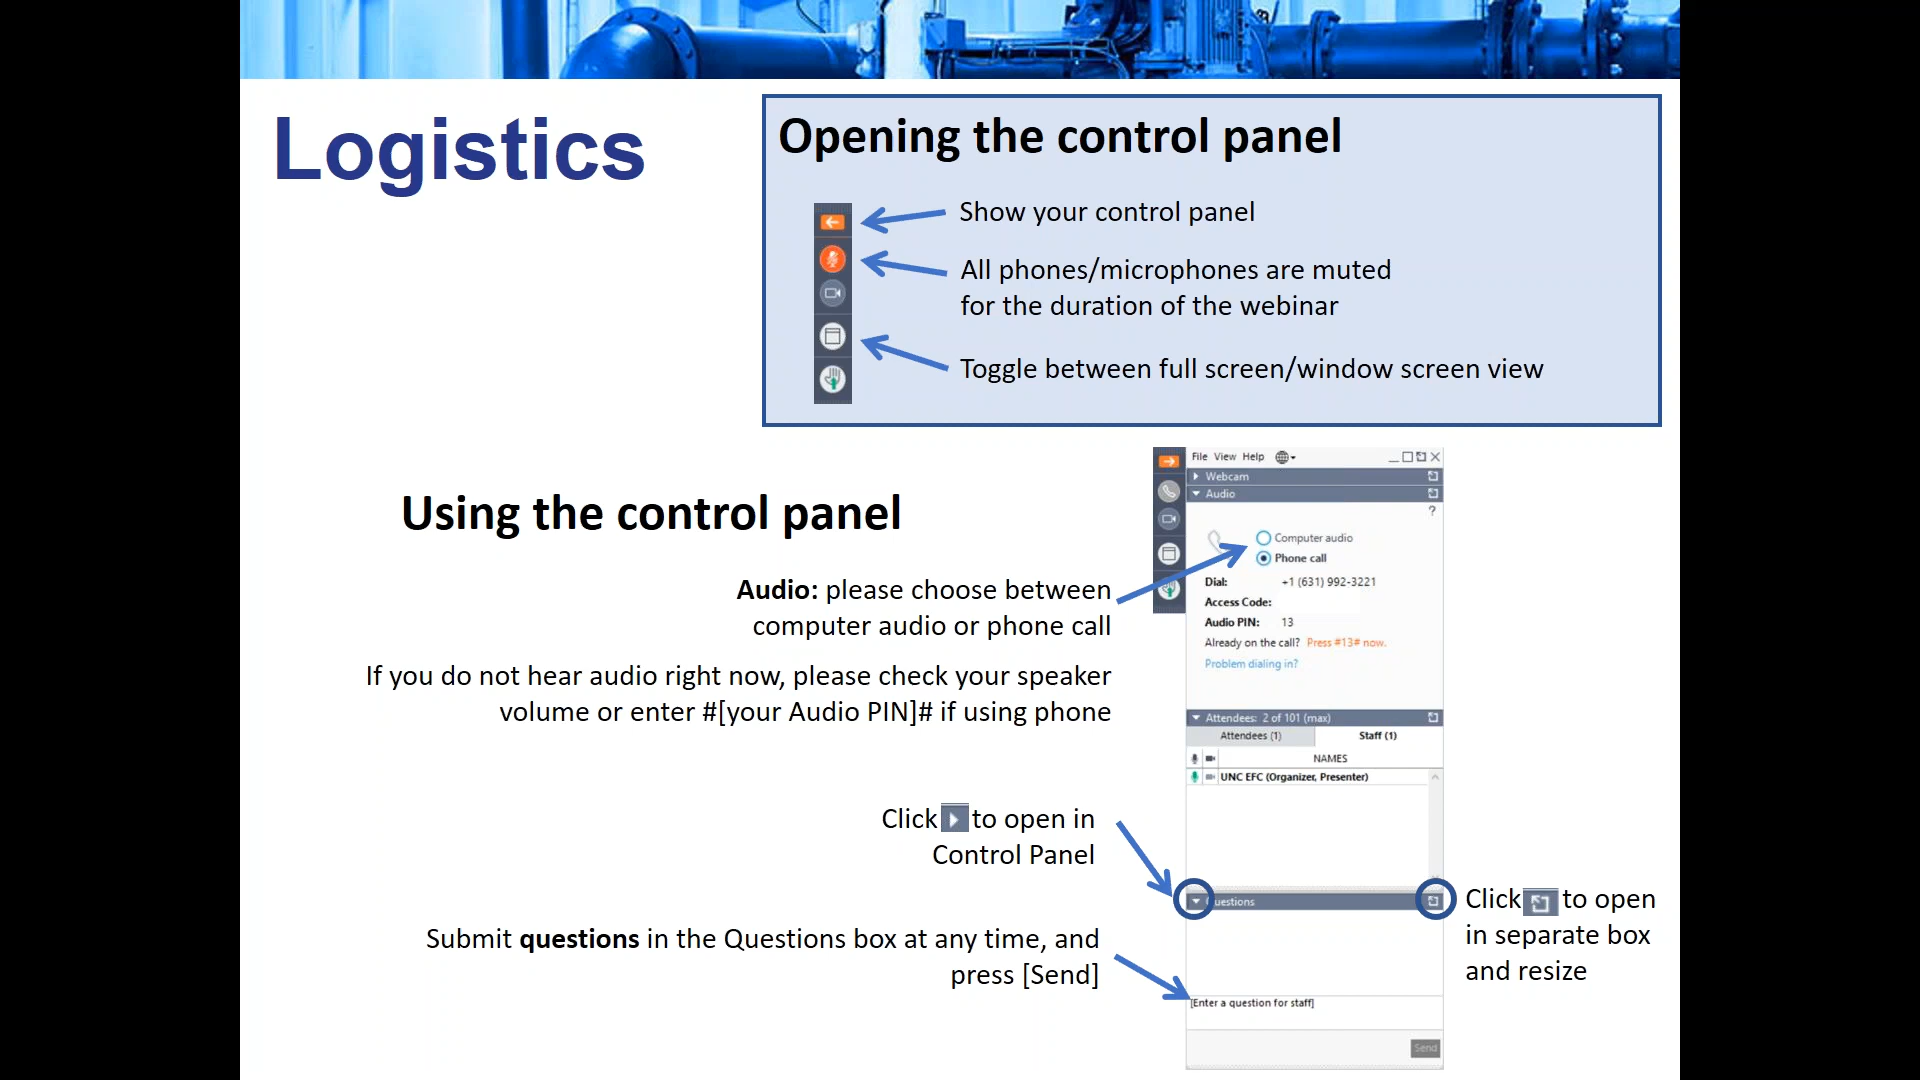 Logistics
Opening the control panel
Show your control panel
All phones/microphones are muted
for the duration of the webinar
Toggle between full screen/window screen view
Using the control panel
Audio: please choose between
computer audio or phone call
If you do not hear audio right now, please check your speaker
volume or enter #[your Audio PIN]# if using phone
Click to open in
Control Panel
Submit questions in the Questions box at any time, and
press [Send]
File View Help
Webcam
Audio
?
Computer audio
Phone call
Dial: +1 (631) 992-3221
Access Code:
Audio PIN: 13
Already on the call? Press #13# now.
Problem dialing in?
Attendees: 2 of 101 (max)
Attendees (1) Staff (1)
NAMES
UNC EFC (Organizer, Presenter)
Questions
[Enter a question for staff]
Send
Click to open
in separate box
and resize